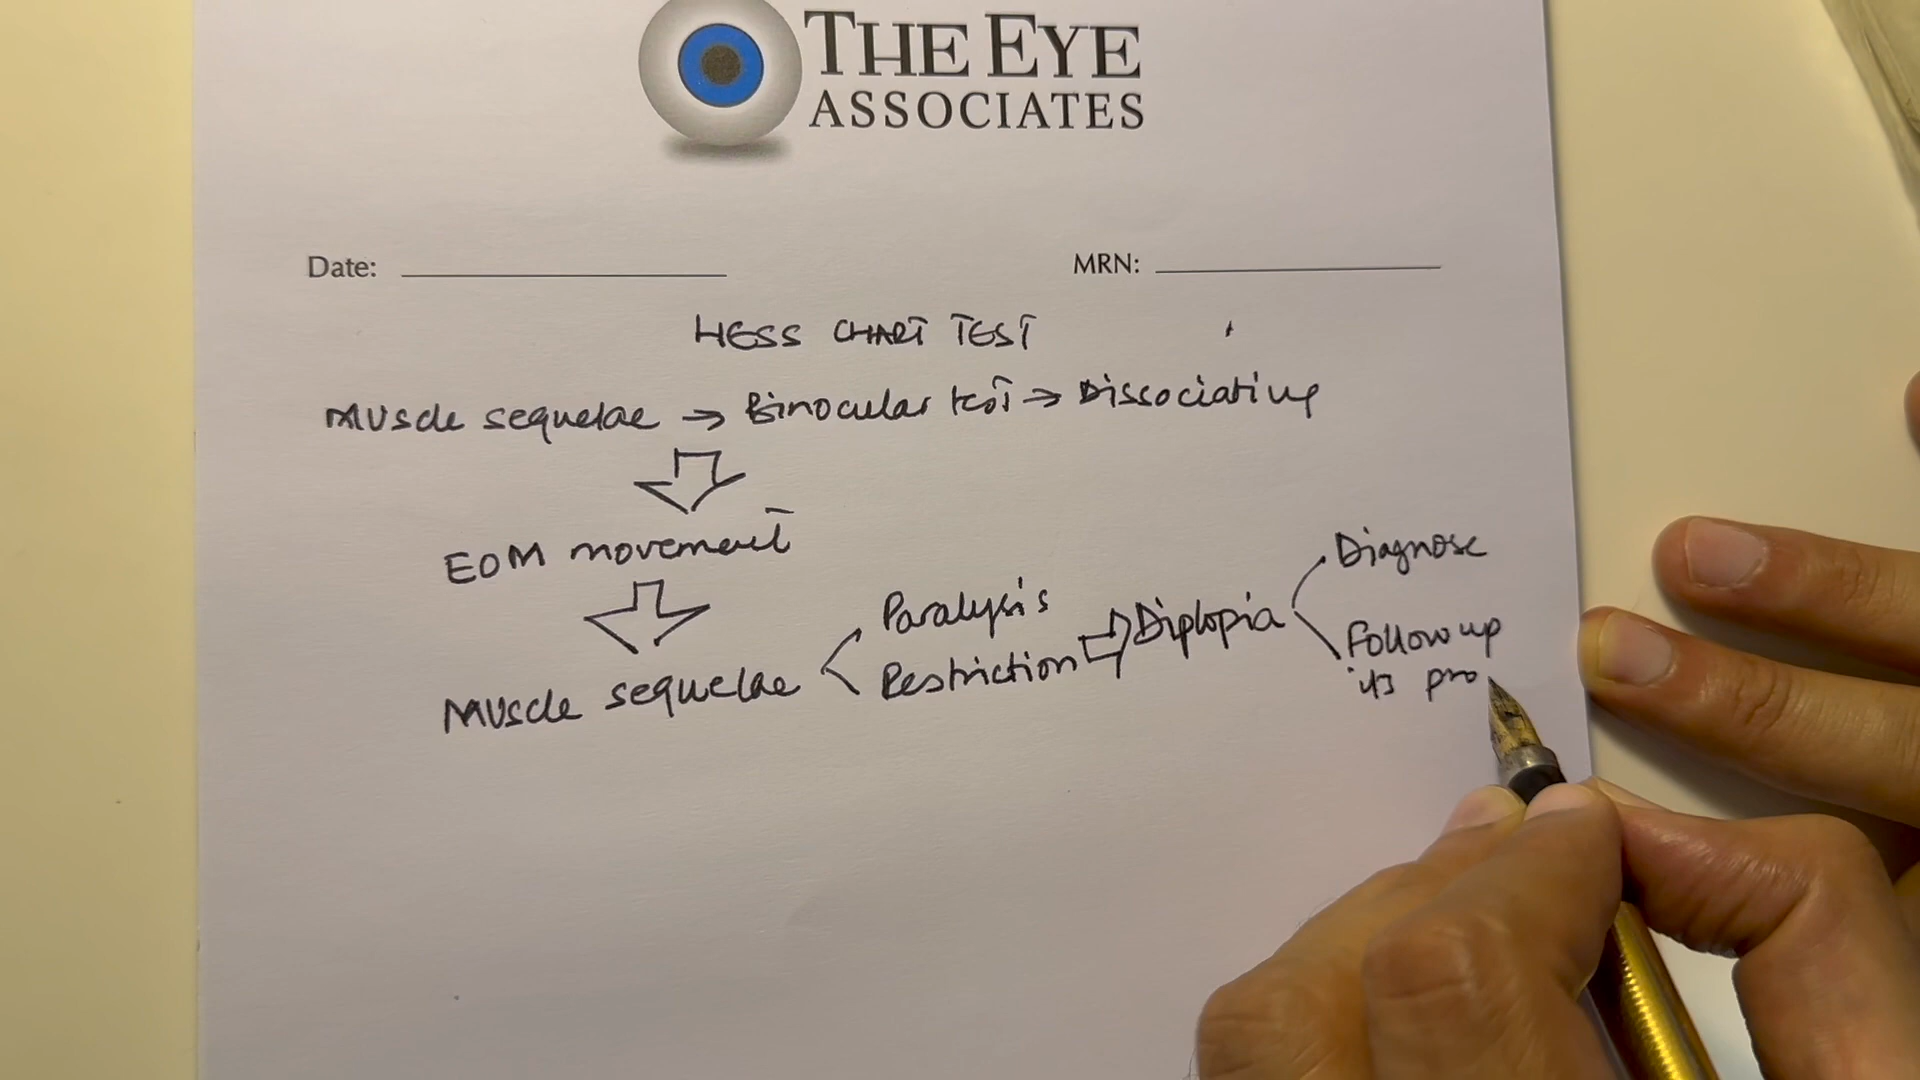 THE EYE
ASSOCIATES
Date: MRN:
HESS CHART TEST
Muscle sequelae → Binocular test → Dissociative
EOM movement
Muscle sequelae
Paralysis
Restriction
Diplopia
Diagnose
Follow up
its pro